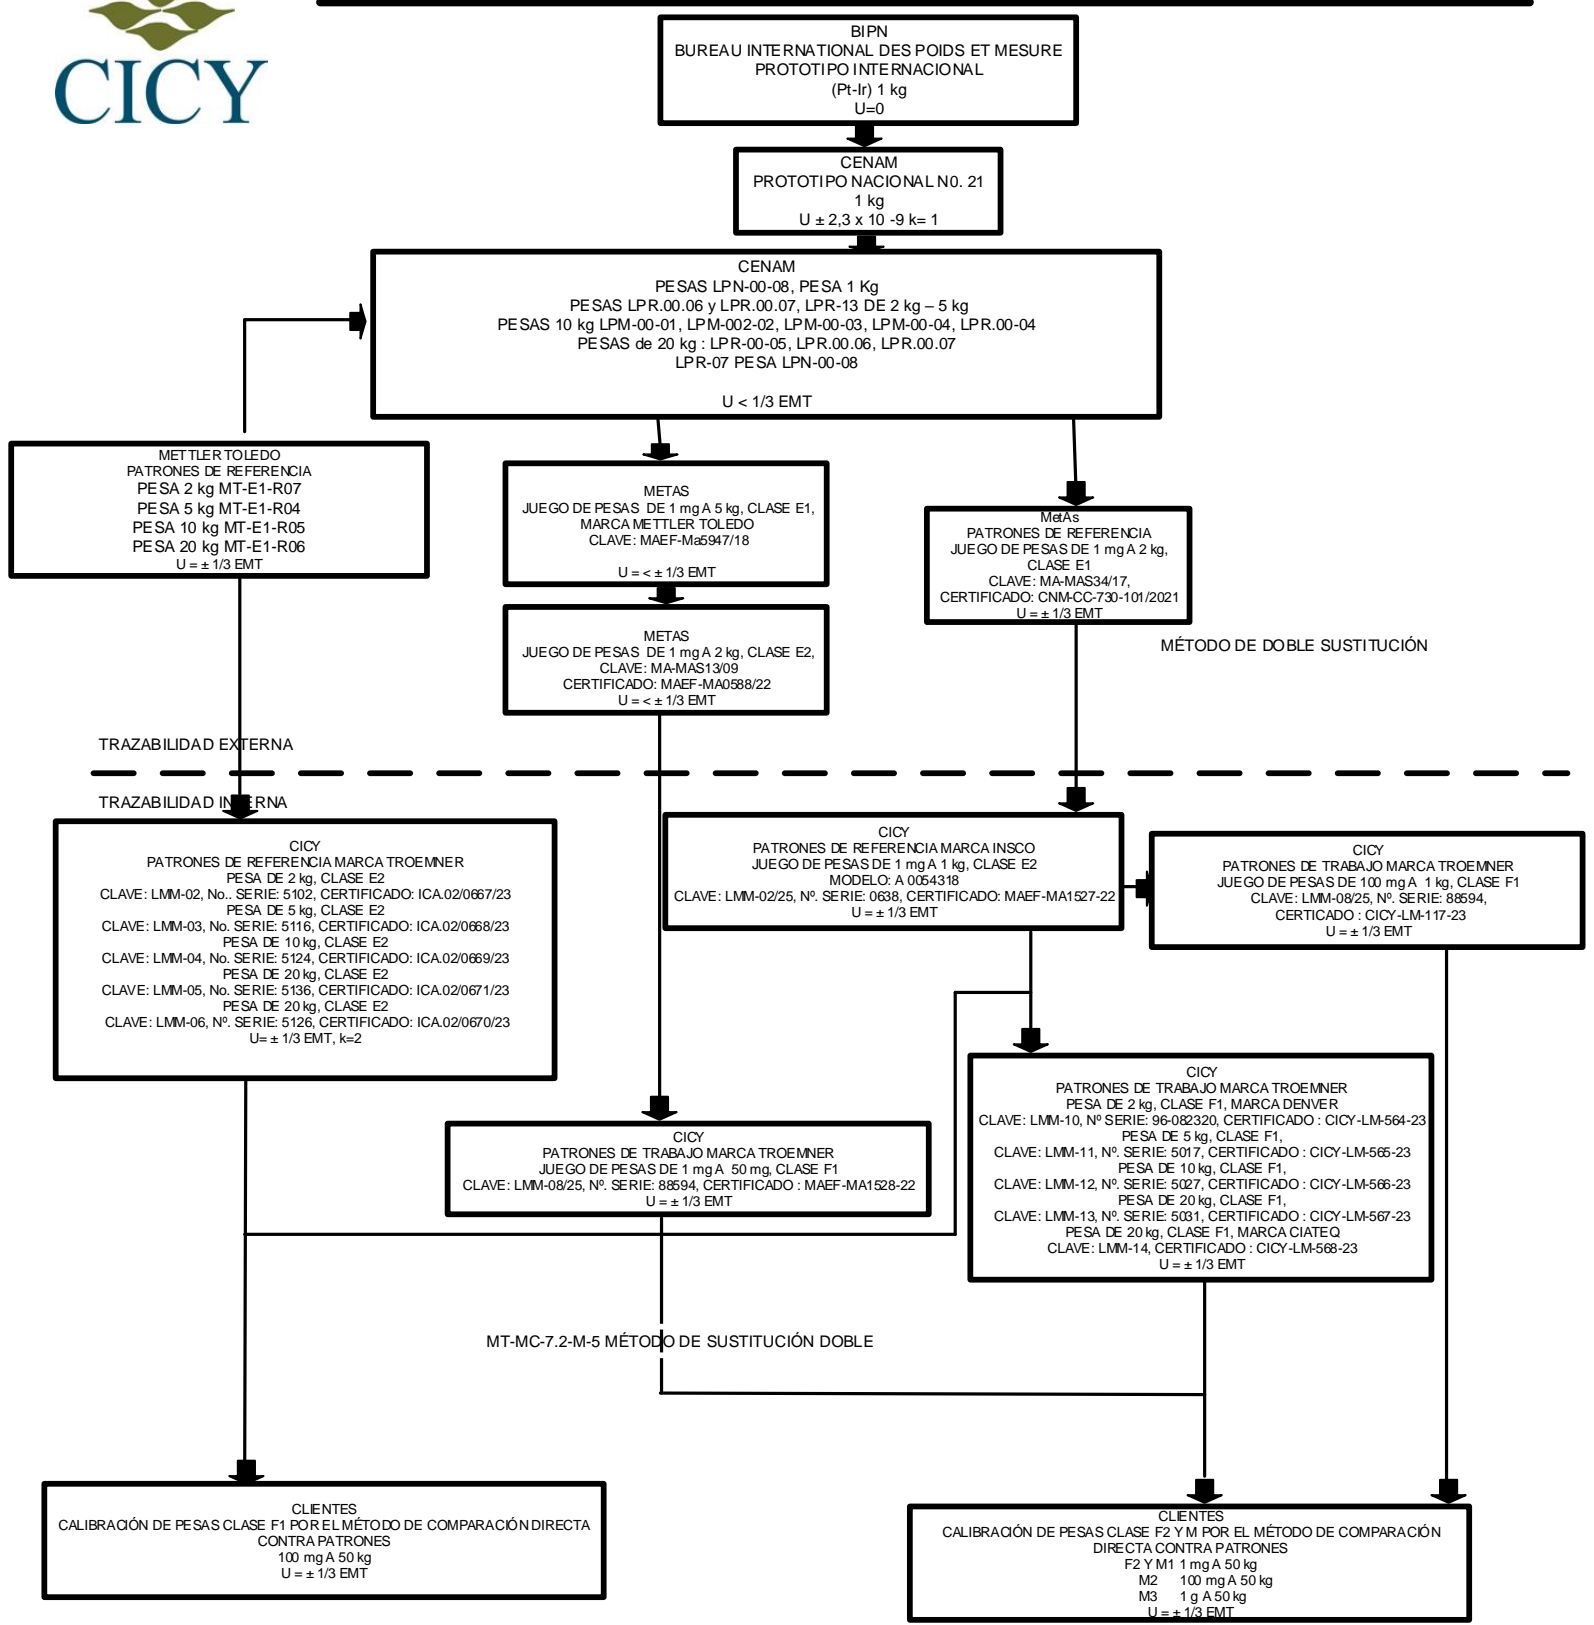 CICY
BIPN
BUREAU INTERNATIONAL DES POIDS ET MESURE
PROTOTIPO INTERNACIONAL
(Pt-Ir) 1 kg
U=0
CENAM
PROTOTIPO NACIONAL N0. 21
1 kg
U ± 2,3 x 10 -9 k= 1
CENAM
PESAS LPN-00-08, PESA 1 Kg
PESAS LPR.00.06 y LPR.00.07, LPR-13 DE 2 kg – 5 kg
PESAS 10 kg LPM-00-01, LPM-002-02, LPM-00-03, LPM-00-04, LPR.00-04
PESAS de 20 kg : LPR-00-05, LPR.00.06, LPR.00.07
LPR-07 PESA LPN-00-08
U < 1/3 EMT
METTLER TOLEDO
PATRONES DE REFERENCIA
PESA 2 kg MT-E1-R07
PESA 5 kg MT-E1-R04
PESA 10 kg MT-E1-R05
PESA 20 kg MT-E1-R06
U = ± 1/3 EMT
METAS
JUEGO DE PESAS DE 1 mg A 5 kg, CLASE E1,
MARCA METTLER TOLEDO
CLAVE: MAEF-Ma5947/18
U = < ± 1/3 EMT
MetAs
PATRONES DE REFERENCIA
JUEGO DE PESAS DE 1 mg A 2 kg,
CLASE E1
CLAVE: MA-MAS34/17,
CERTIFICADO: CNM-CC-730-101/2021
U = ± 1/3 EMT
METAS
JUEGO DE PESAS DE 1 mg A 2 kg, CLASE E2,
CLAVE: MA-MAS13/09
CERTIFICADO: MAEF-MA0588/22
U = < ± 1/3 EMT
MÉTODO DE DOBLE SUSTITUCIÓN
TRAZABILIDAD EXTERNA
TRAZABILIDAD INTERNA
CICY
PATRONES DE REFERENCIA MARCA TROEMNER
PESA DE 2 kg, CLASE E2
CLAVE: LMM-02, No.. SERIE: 5102, CERTIFICADO: ICA.02/0667/23
PESA DE 5 kg, CLASE E2
CLAVE: LMM-03, No. SERIE: 5116, CERTIFICADO: ICA.02/0668/23
PESA DE 10 kg, CLASE E2
CLAVE: LMM-04, No. SERIE: 5124, CERTIFICADO: ICA.02/0669/23
PESA DE 20 kg, CLASE E2
CLAVE: LMM-05, No. SERIE: 5136, CERTIFICADO: ICA.02/0671/23
PESA DE 20 kg, CLASE E2
CLAVE: LMM-06, Nº. SERIE: 5126, CERTIFICADO: ICA.02/0670/23
U= ± 1/3 EMT, k=2
CICY
PATRONES DE REFERENCIA MARCA INSCO
JUEGO DE PESAS DE 1 mg A 1 kg, CLASE E2
MODELO: A 0054318
CLAVE: LMM-02/25, Nº. SERIE: 0638, CERTIFICADO: MAEF-MA1527-22
U = ± 1/3 EMT
CICY
PATRONES DE TRABAJO MARCA TROEMNER
JUEGO DE PESAS DE 100 mg A 1 kg, CLASE F1
CLAVE: LMM-08/25, Nº. SERIE: 88594,
CERTICADO : CICY-LM-117-23
U = ± 1/3 EMT
CICY
PATRONES DE TRABAJO MARCA TROEMNER
PESA DE 2 kg, CLASE F1, MARCA DENVER
CLAVE: LMM-10, Nº SERIE: 96-082320, CERTIFICADO : CICY-LM-564-23
PESA DE 5 kg, CLASE F1,
CLAVE: LMM-11, Nº. SERIE: 5017, CERTIFICADO : CICY-LM-565-23
PESA DE 10 kg, CLASE F1,
CLAVE: LMM-12, Nº. SERIE: 5027, CERTIFICADO : CICY-LM-566-23
PESA DE 20 kg, CLASE F1,
CLAVE: LMM-13, Nº. SERIE: 5031, CERTIFICADO : CICY-LM-567-23
PESA DE 20 kg, CLASE F1, MARCA CIATEQ
CLAVE: LMM-14, CERTIFICADO : CICY-LM-568-23
U = ± 1/3 EMT
CICY
PATRONES DE TRABAJO MARCA TROEMNER
JUEGO DE PESAS DE 1 mg A 50 mg, CLASE F1
CLAVE: LMM-08/25, Nº. SERIE: 88594, CERTIFICADO : MAEF-MA1528-22
U = ± 1/3 EMT
MT-MC-7.2-M-5 MÉTODO DE SUSTITUCIÓN DOBLE
CLIENTES
CALIBRACIÓN DE PESAS CLASE F1 POR EL MÉTODO DE COMPARACIÓN DIRECTA
CONTRA PATRONES
100 mg A 50 kg
U = ± 1/3 EMT
CLIENTES
CALIBRACIÓN DE PESAS CLASE F2 Y M POR EL MÉTODO DE COMPARACIÓN
DIRECTA CONTRA PATRONES
F2 Y M1 1 mg A 50 kg
M2 100 mg A 50 kg
M3 1 g A 50 kg
U = ± 1/3 EMT